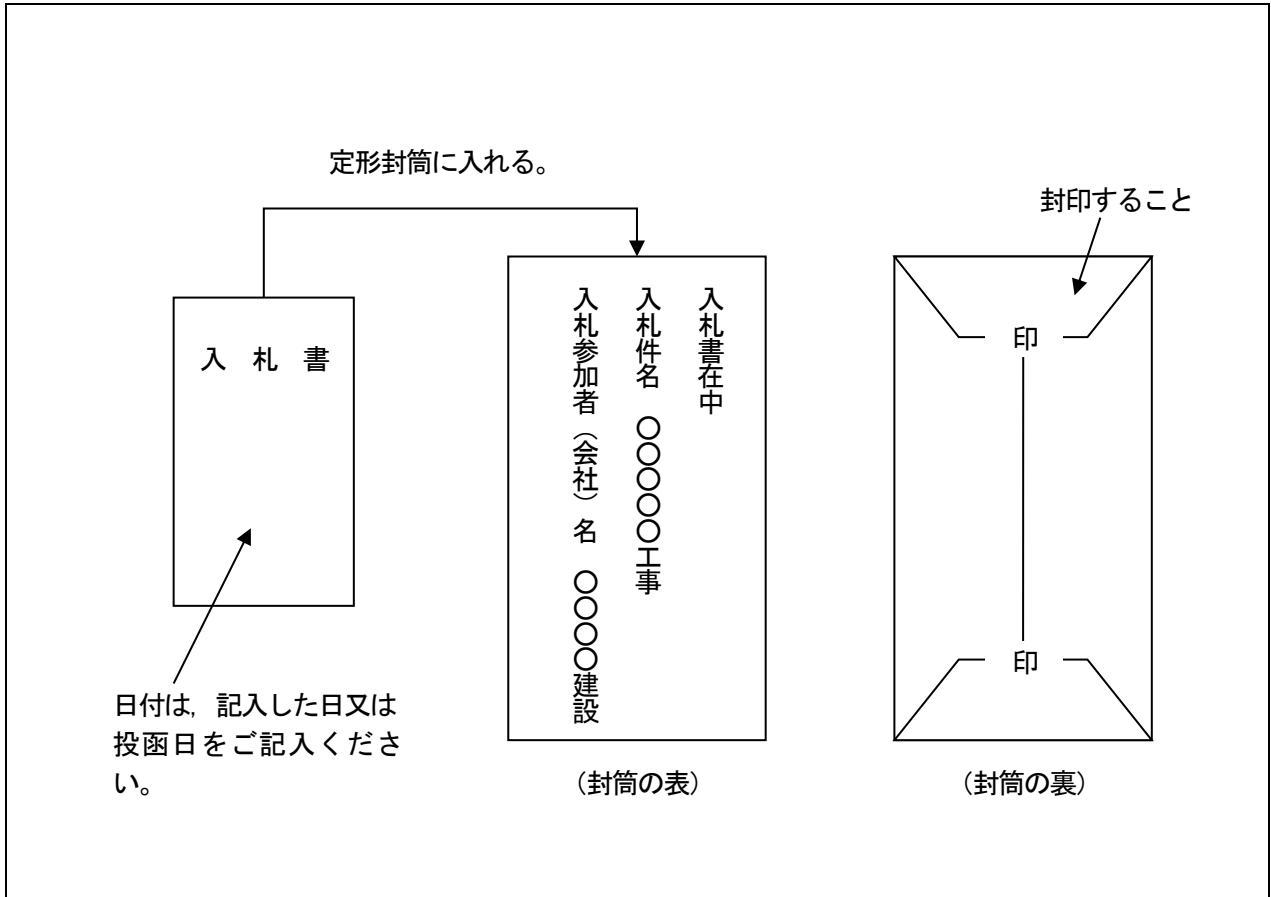 定形封筒に入れる。
封印すること
入　札　書
入札書在中
入札件名　〇〇〇〇〇工事
入札参加者（会社）名　〇〇〇〇建設
印
印
日付は，記入した日又は
投函日をご記入くださ
い。
（封筒の表）
（封筒の裏）